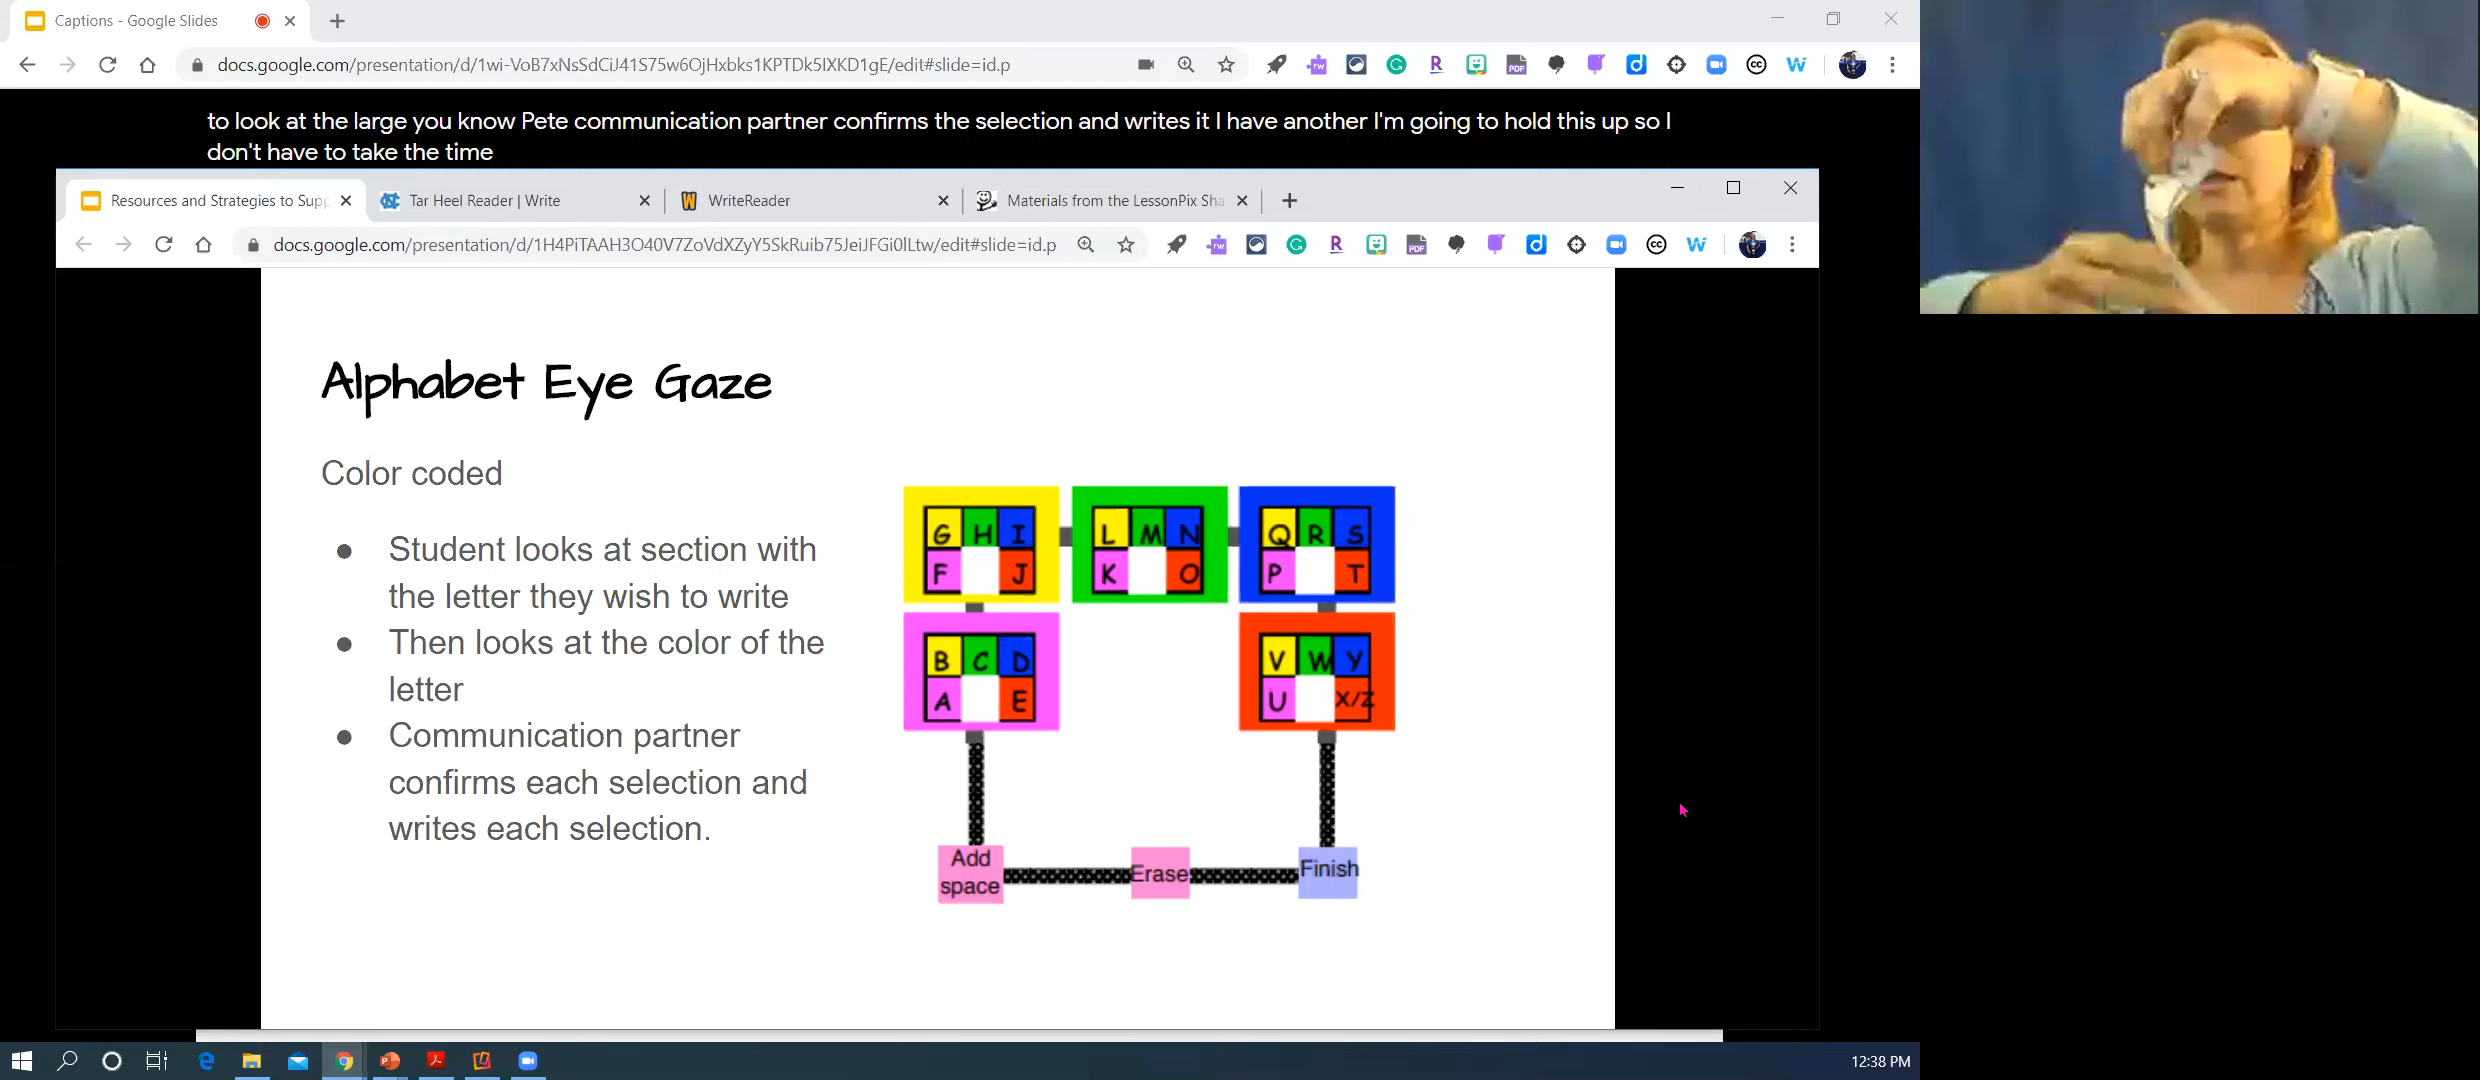 Captions - Google Slides
docs.google.com/presentation/d/1wi-VoB7xNsSdCiJ41S75w6OjHxbks1KPTDk5IXKD1gE/edit#slide=id.p
to look at the large you know Pete communication partner confirms the selection and writes it I have another I'm going to hold this up so I
don't have to take the time
Resources and Strategies to Supp
Tar Heel Reader | Write
WriteReader
Materials from the LessonPix Sha
docs.google.com/presentation/d/1H4PiTAAH3O40V7ZoVdXZyY5SkRuib75JeiJFGi0lLtw/edit#slide=id.p
Alphabet Eye Gaze
Color coded
● Student looks at section with
the letter they wish to write
● Then looks at the color of the
letter
● Communication partner
confirms each selection and
writes each selection.
G H I
F J
L M N
K O
Q R S
P T
B C D
A E
V W Y
U X/Z
Add
space
Erase
Finish
12:38 PM